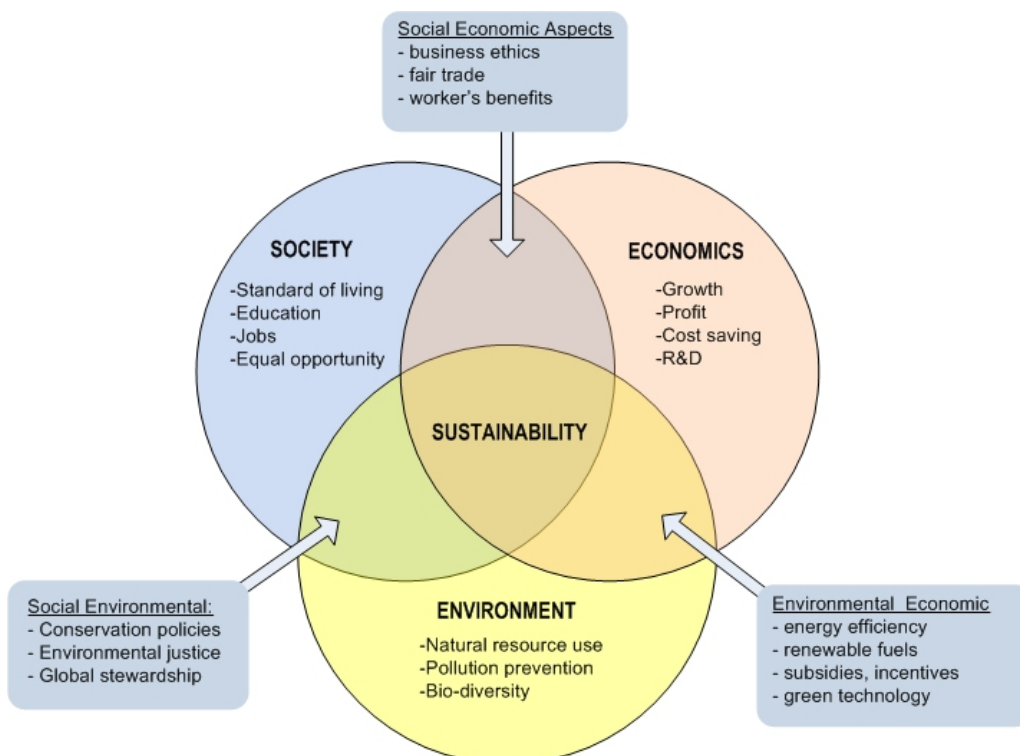 Social Economic Aspects
- business ethics
- fair trade
- worker's benefits
SOCIETY
-Standard of living
-Education
-Jobs
-Equal opportunity
ECONOMICS
-Growth
-Profit
-Cost saving
-R&D
SUSTAINABILITY
Social Environmental:
- Conservation policies
- Environmental justice
- Global stewardship
ENVIRONMENT
-Natural resource use
-Pollution prevention
-Bio-diversity
Environmental Economic
- energy efficiency
- renewable fuels
- subsidies, incentives
- green technology